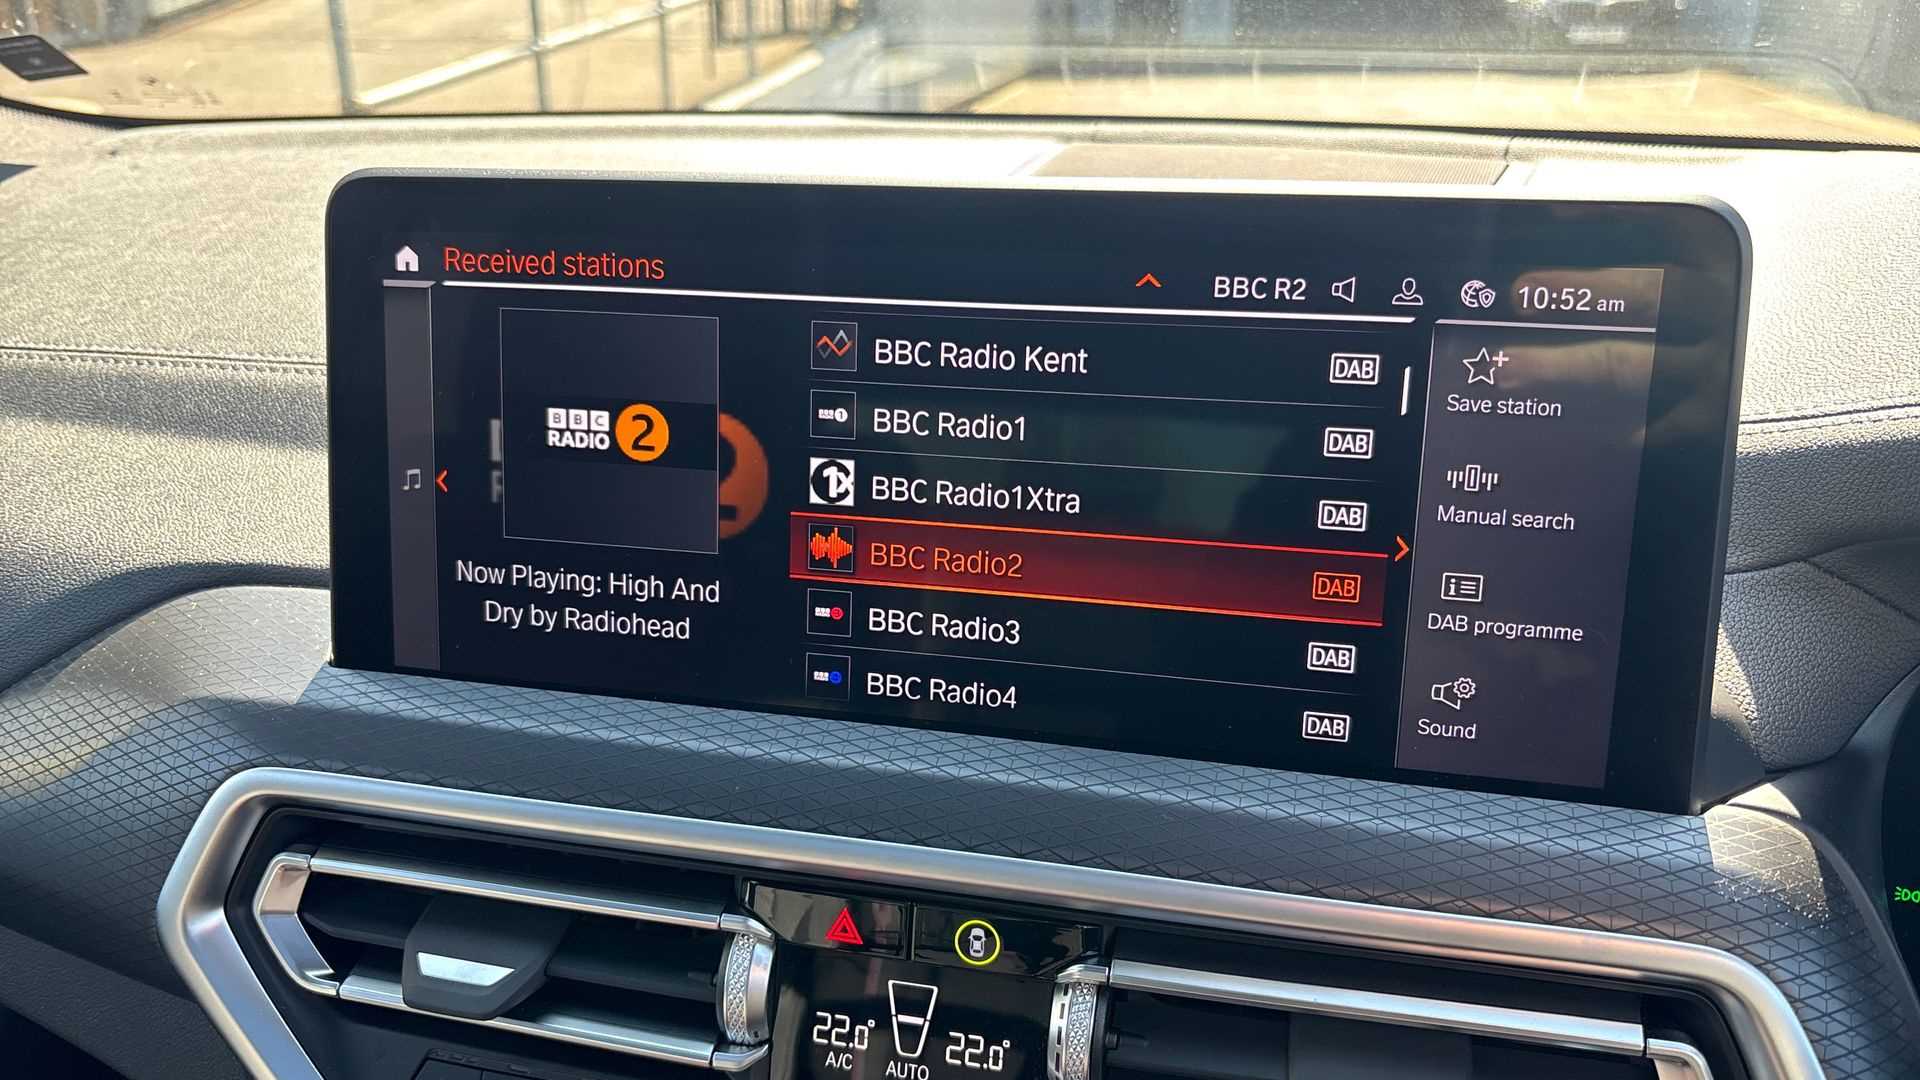 Received stations
BBC R2
10:52 am
BBC RADIO 2
Now Playing: High And
Dry by Radiohead
BBC Radio Kent DAB
BBC Radio1 DAB
1X BBC Radio1Xtra DAB
BBC Radio2 DAB
BBC Radio3 DAB
BBC Radio4 DAB
Save station
Manual search
DAB programme
Sound
22.0° 22.0°
A/C AUTO